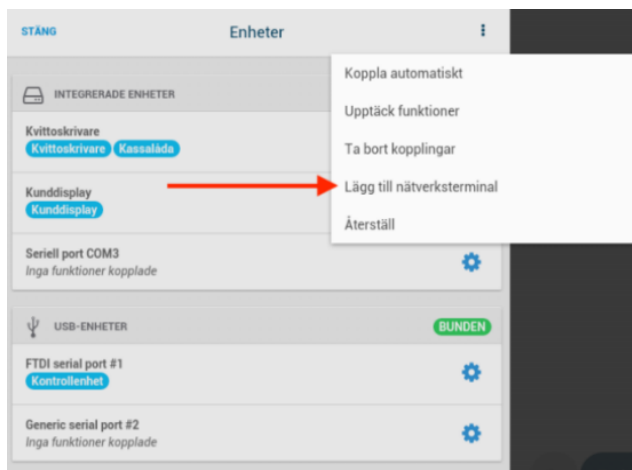 STÄNG
Enheter
Koppla automatiskt
Upptäck funktioner
Ta bort kopplingar
Lägg till nätverksterminal
Återställ
INTEGRERADE ENHETER
Kvittoskrivare
Kvittoskrivare Kassalåda
Kunddisplay
Kunddisplay
Seriell port COM3
Inga funktioner kopplade
USB-ENHETER
BUNDEN
FTDI serial port #1
Kontrollenhet
Generic serial port #2
Inga funktioner kopplade